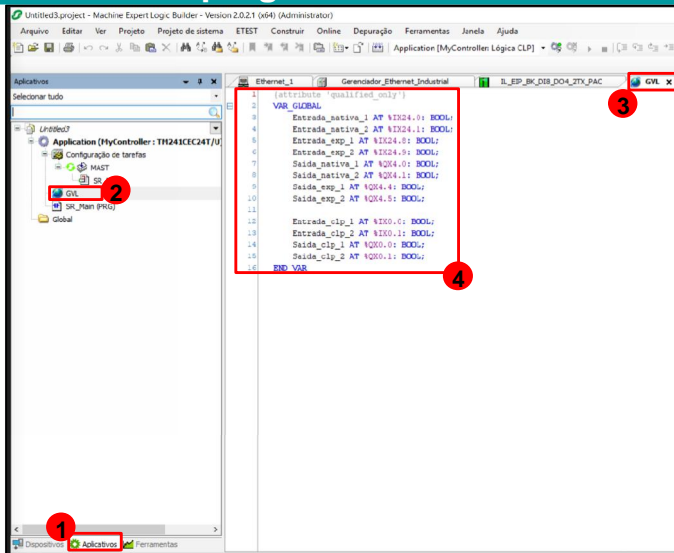 Untitled3.project - Machine Expert Logic Builder - Version 2.0.2.1 (x64) (Administrator)
Arquivo Editar Ver Projeto Projeto de sistema ETEST Construir Online Depuração Ferramentas Janela Ajuda
Application [MyController: Lógica CLP]
Aplicativos
Selecionar tudo
Untitled3
Application (MyController : TM241CEC24T/U)
Configuração de tarefas
MAST
SR_
GVL
2
SR_Main (PRG)
Global
Ethernet_1 Gerenciador_Ethernet_Industrial IL_EIP_BK_DI8_DO4_2TX_PAC GVL
3
1 {attribute 'qualified_only'}
2 VAR_GLOBAL
3 Entrada_nativa_1 AT %IX24.0: BOOL;
4 Entrada_nativa_2 AT %IX24.1: BOOL;
5 Entrada_exp_1 AT %IX24.8: BOOL;
6 Entrada_exp_2 AT %IX24.9: BOOL;
7 Saida_nativa_1 AT %QX4.0: BOOL;
8 Saida_nativa_2 AT %QX4.1: BOOL;
9 Saida_exp_1 AT %QX4.4: BOOL;
10 Saida_exp_2 AT %QX4.5: BOOL;
11
12 Entrada_clp_1 AT %IX0.0: BOOL;
13 Entrada_clp_2 AT %IX0.1: BOOL;
14 Saida_clp_1 AT %QX0.0: BOOL;
15 Saida_clp_2 AT %QX0.1: BOOL;
16 END_VAR
4
1
Dispositivos Aplicativos Ferramentas